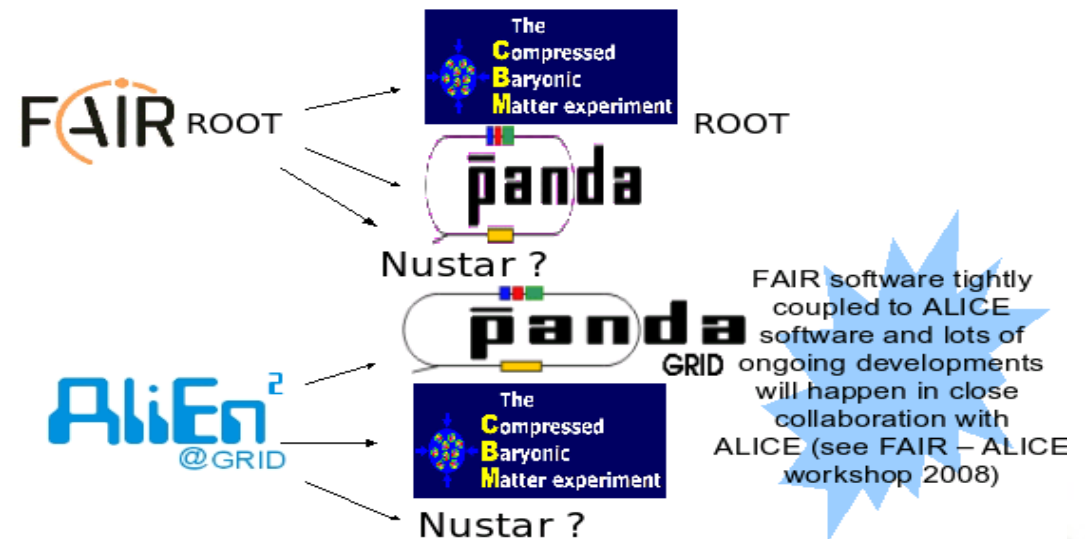 The
Compressed
Baryonic
Matter experiment
FAIR ROOT
ROOT
p̄anda
Nustar ?
p̄anda
GRID
AliEn²
@GRID
The
Compressed
Baryonic
Matter experiment
Nustar ?
FAIR software tightly
coupled to ALICE
software and lots of
ongoing developments
will happen in close
collaboration with
ALICE (see FAIR – ALICE
workshop 2008)